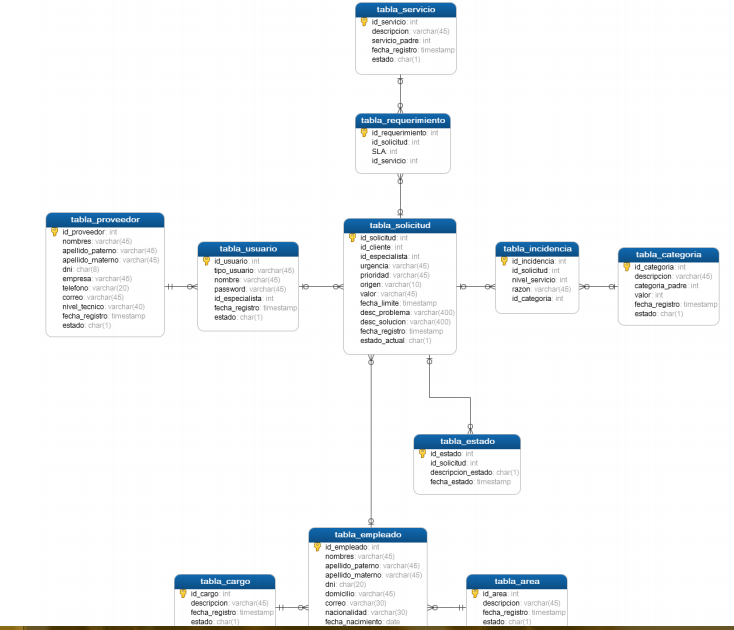 tabla_servicio
id_servicio: int
descripcion: varchar(45)
servicio_padre: int
fecha_registro: timestamp
estado: char(1)
tabla_requerimiento
id_requerimiento: int
id_solicitud: int
SLA: int
id_servicio: int
tabla_proveedor
id_proveedor: int
nombres: varchar(45)
apellido_paterno: varchar(45)
apellido_materno: varchar(45)
dni: char(8)
empresa: varchar(45)
telefono: varchar(20)
correo: varchar(45)
nivel_tecnico: varchar(40)
fecha_registro: timestamp
estado: char(1)
tabla_usuario
id_usuario: int
tipo_usuario: varchar(45)
nombre: varchar(45)
password: varchar(45)
id_especialista: int
fecha_registro: timestamp
estado: char(1)
tabla_solicitud
id_solicitud: int
id_cliente: int
id_especialista: int
urgencia: varchar(45)
prioridad: varchar(45)
origen: varchar(10)
valor: varchar(45)
fecha_limite: timestamp
desc_problema: varchar(400)
desc_solucion: varchar(400)
fecha_registro: timestamp
estado_actual: char(1)
tabla_incidencia
id_incidencia: int
id_solicitud: int
nivel_servicio: int
razon: varchar(45)
id_categoria: int
tabla_categoria
id_categoria: int
descripcion: varchar(45)
categoria_padre: int
valor: int
fecha_registro: timestamp
estado: char(1)
tabla_estado
id_estado: int
id_solicitud: int
descripcion_estado: char(1)
fecha_estado: timestamp
tabla_empleado
id_empleado: int
nombres: varchar(45)
apellido_paterno: varchar(45)
apellido_materno: varchar(45)
dni: char(20)
domicilio: varchar(45)
correo: varchar(30)
nacionalidad: varchar(30)
fecha_nacimiento: date
tabla_cargo
id_cargo: int
descripcion: varchar(45)
fecha_registro: timestamp
estado: char(1)
tabla_area
id_area: int
descripcion: varchar(45)
fecha_registro: timestamp
estado: char(1)